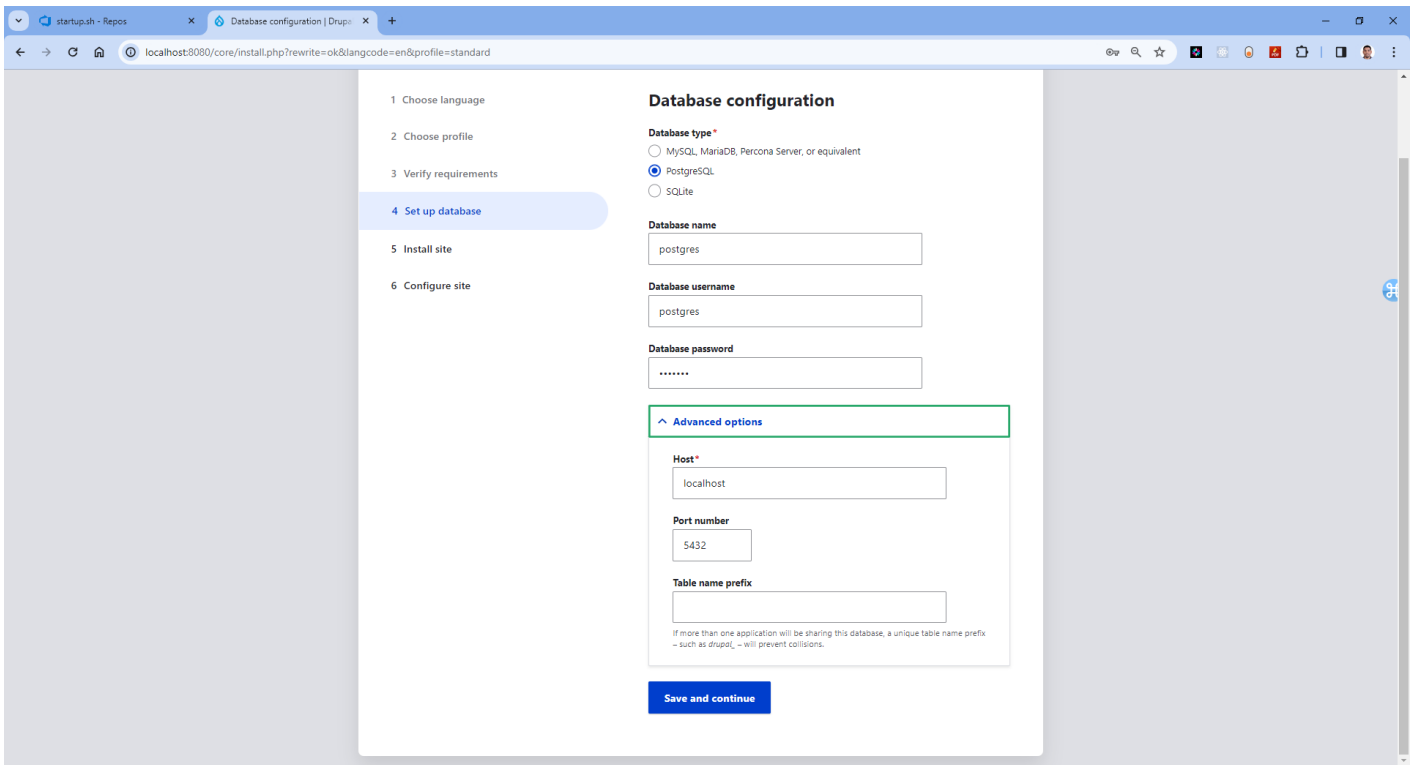 startup.sh - Repos
Database configuration | Drupa
localhost:8080/core/install.php?rewrite=ok&langcode=en&profile=standard
1 Choose language
2 Choose profile
3 Verify requirements
4 Set up database
5 Install site
6 Configure site
Database configuration
Database type*
MySQL, MariaDB, Percona Server, or equivalent
PostgreSQL
SQLite
Database name
postgres
Database username
postgres
Database password
•••••••
Advanced options
Host*
localhost
Port number
5432
Table name prefix
If more than one application will be sharing this database, a unique table name prefix
– such as drupal_ – will prevent collisions.
Save and continue